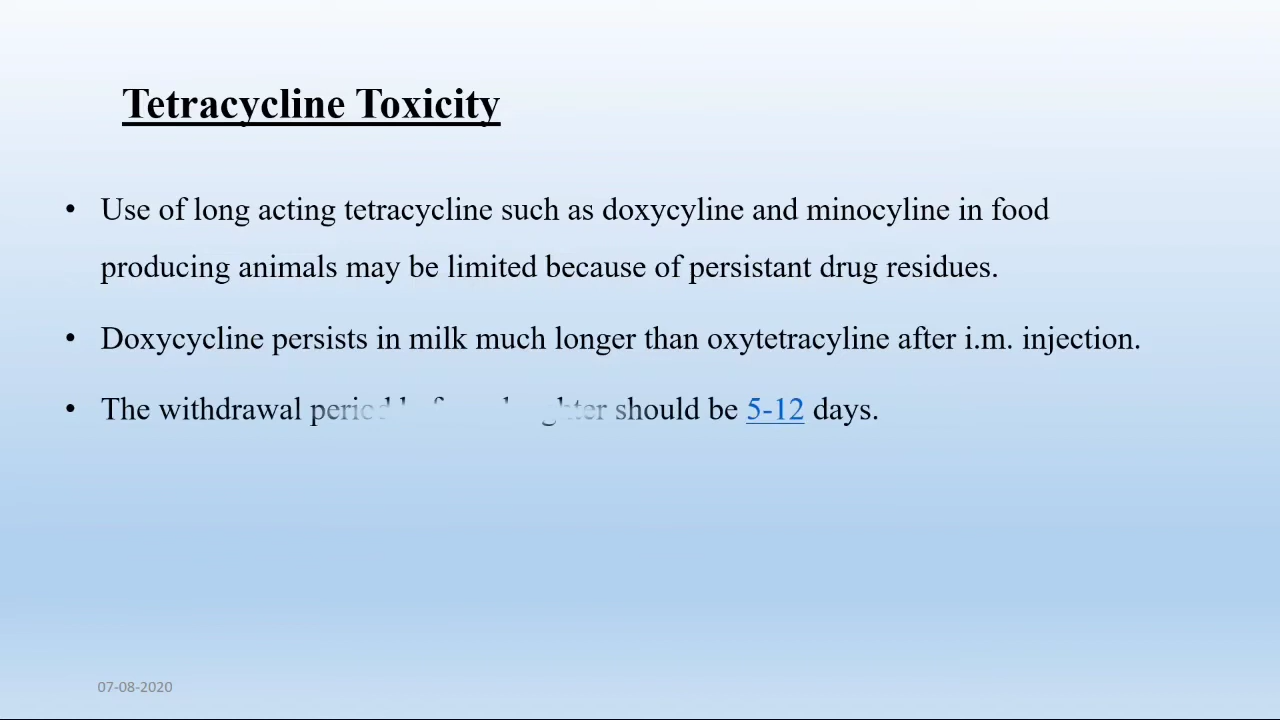 Tetracycline Toxicity
• Use of long acting tetracycline such as doxycyline and minocyline in food
producing animals may be limited because of persistant drug residues.
• Doxycycline persists in milk much longer than oxytetracyline after i.m. injection.
• The withdrawal should be 5-12 days.
07-08-2020